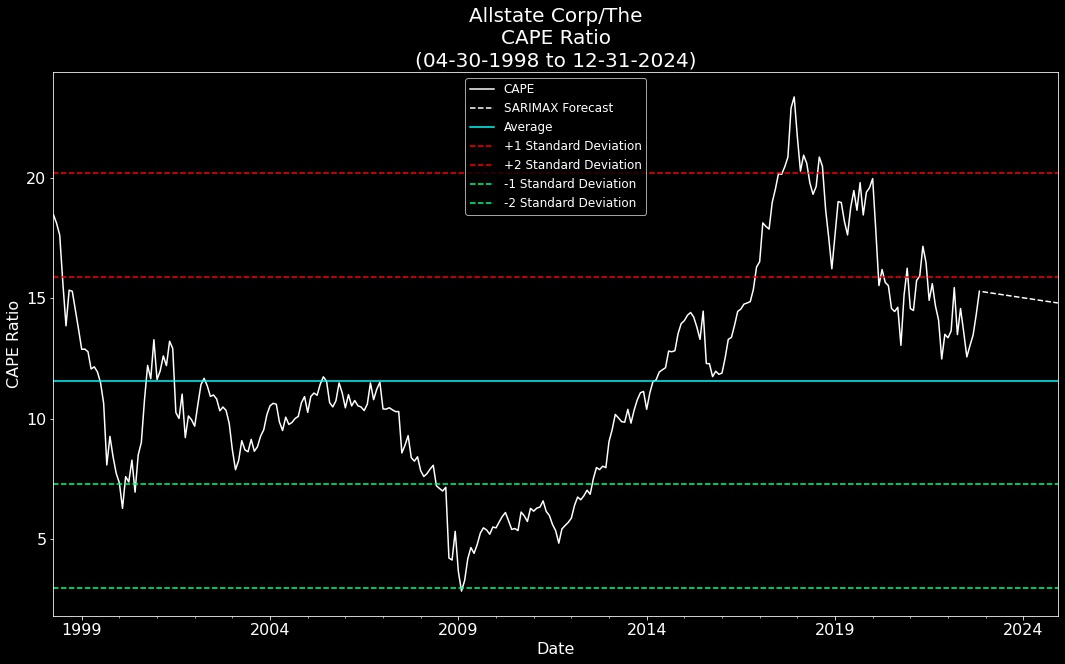 Allstate Corp/The
CAPE Ratio
(04-30-1998 to 12-31-2024)
CAPE
SARIMAX Forecast
Average
+1 Standard Deviation
+2 Standard Deviation
-1 Standard Deviation
-2 Standard Deviation
CAPE Ratio
20
15
10
5
1999
2004
2009
2014
2019
2024
Date